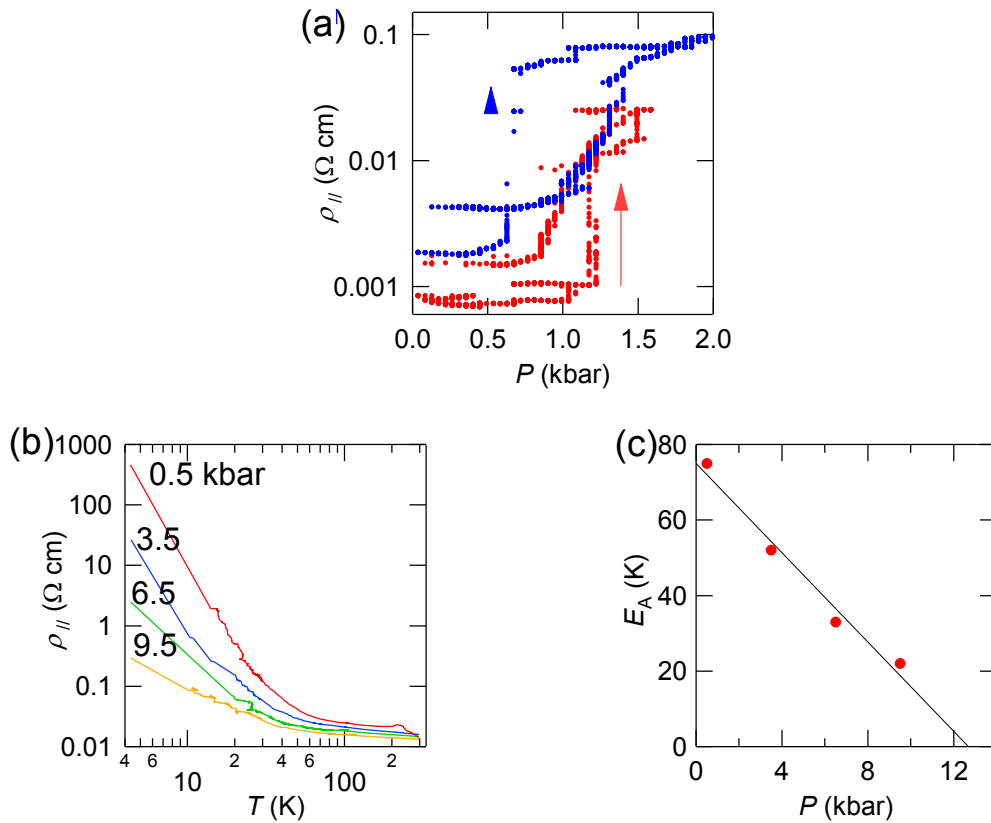 (a)
0.1
0.01
0.001
ρ// (Ω cm)
0.0 0.5 1.0 1.5 2.0
P (kbar)
(b)
1000
100
10
1
0.1
0.01
ρ// (Ω cm)
0.5 kbar
3.5
6.5
9.5
4 6 10 2 4 6 100 2
T (K)
(c)
80
60
40
20
0
E_A (K)
0 4 8 12
P (kbar)